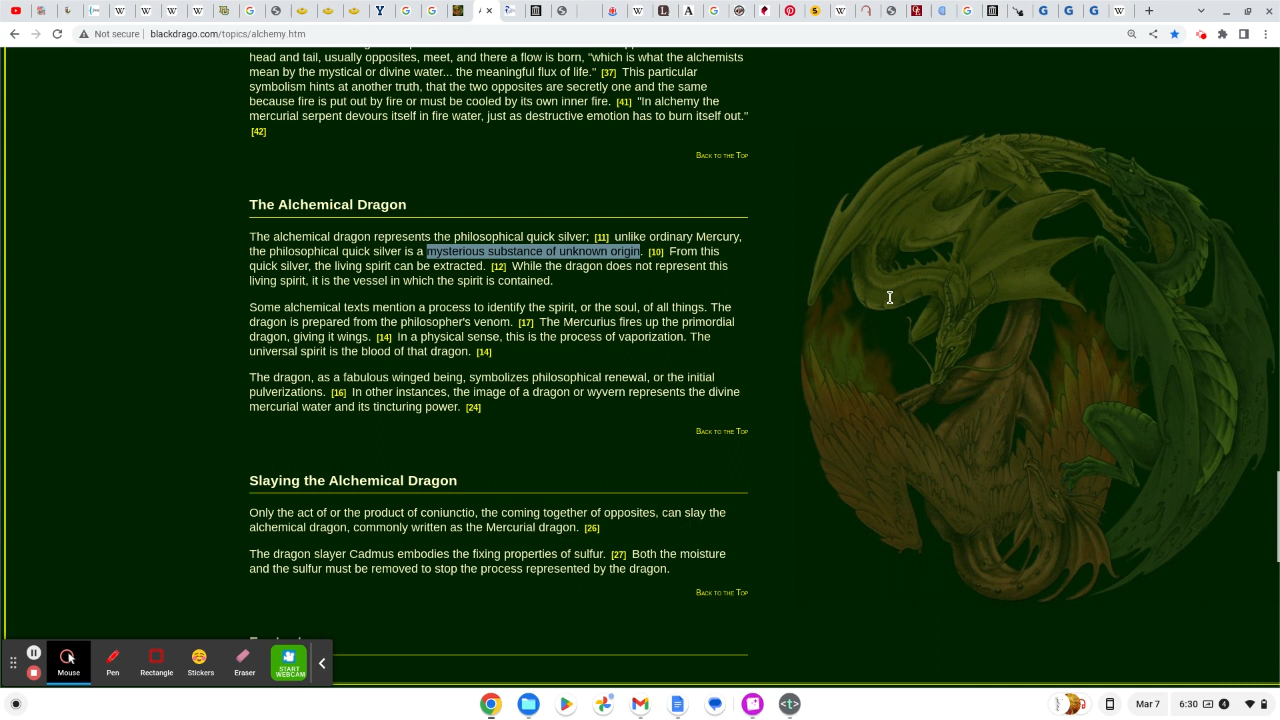 Not secure | blackdrago.com/topics/alchemy.htm
head and tail, usually opposites, meet, and there a flow is born, "which is what the alchemists
mean by the mystical or divine water... the meaningful flux of life." [37] This particular
symbolism hints at another truth, that the two opposites are secretly one and the same
because fire is put out by fire or must be cooled by its own inner fire. [41] "In alchemy the
mercurial serpent devours itself in fire water, just as destructive emotion has to burn itself out."
[42]
Back to the Top
The Alchemical Dragon
The alchemical dragon represents the philosophical quick silver; [11] unlike ordinary Mercury,
the philosophical quick silver is a mysterious substance of unknown origin. [10] From this
quick silver, the living spirit can be extracted. [12] While the dragon does not represent this
living spirit, it is the vessel in which the spirit is contained.
Some alchemical texts mention a process to identify the spirit, or the soul, of all things. The
dragon is prepared from the philosopher's venom. [17] The Mercurius fires up the primordial
dragon, giving it wings. [14] In a physical sense, this is the process of vaporization. The
universal spirit is the blood of that dragon. [14]
The dragon, as a fabulous winged being, symbolizes philosophical renewal, or the initial
pulverizations. [16] In other instances, the image of a dragon or wyvern represents the divine
mercurial water and its tincturing power. [24]
Back to the Top
Slaying the Alchemical Dragon
Only the act of or the product of coniunctio, the coming together of opposites, can slay the
alchemical dragon, commonly written as the Mercurial dragon. [26]
The dragon slayer Cadmus embodies the fixing properties of sulfur. [27] Both the moisture
and the sulfur must be removed to stop the process represented by the dragon.
Back to the Top
Mouse
Pen
Rectangle
Stickers
Eraser
START
WEBCAM
Mar 7
6:30